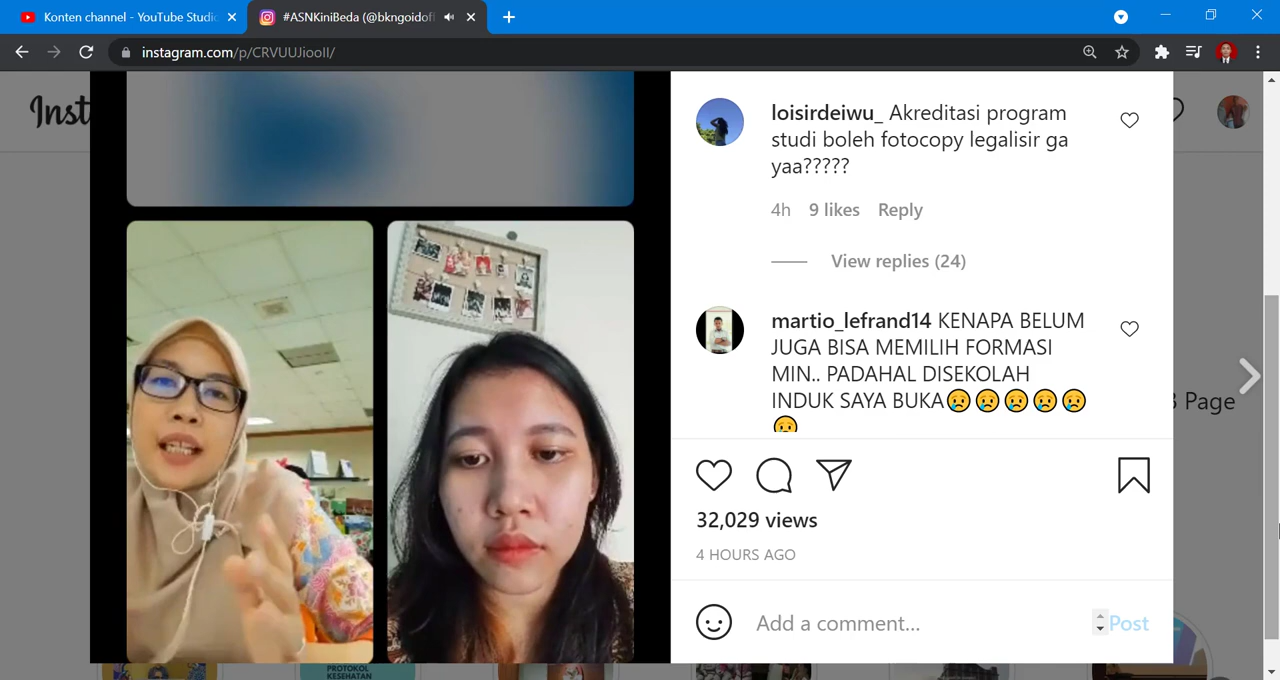 Konten channel - YouTube Studio
#ASNKiniBeda (@bkngoidofi
instagram.com/p/CRVUUJiooII/
Inst
loisirdeiwu_ Akreditasi program
studi boleh fotocopy legalisir ga
yaa?????
4h 9 likes Reply
View replies (24)
martio_lefrand14 KENAPA BELUM
JUGA BISA MEMILIH FORMASI
MIN.. PADAHAL DISEKOLAH
INDUK SAYA BUKA😢😢😢😢😢
😢
Page
32,029 views
4 HOURS AGO
Add a comment...
Post
PROTOKOL
KESEHATAN